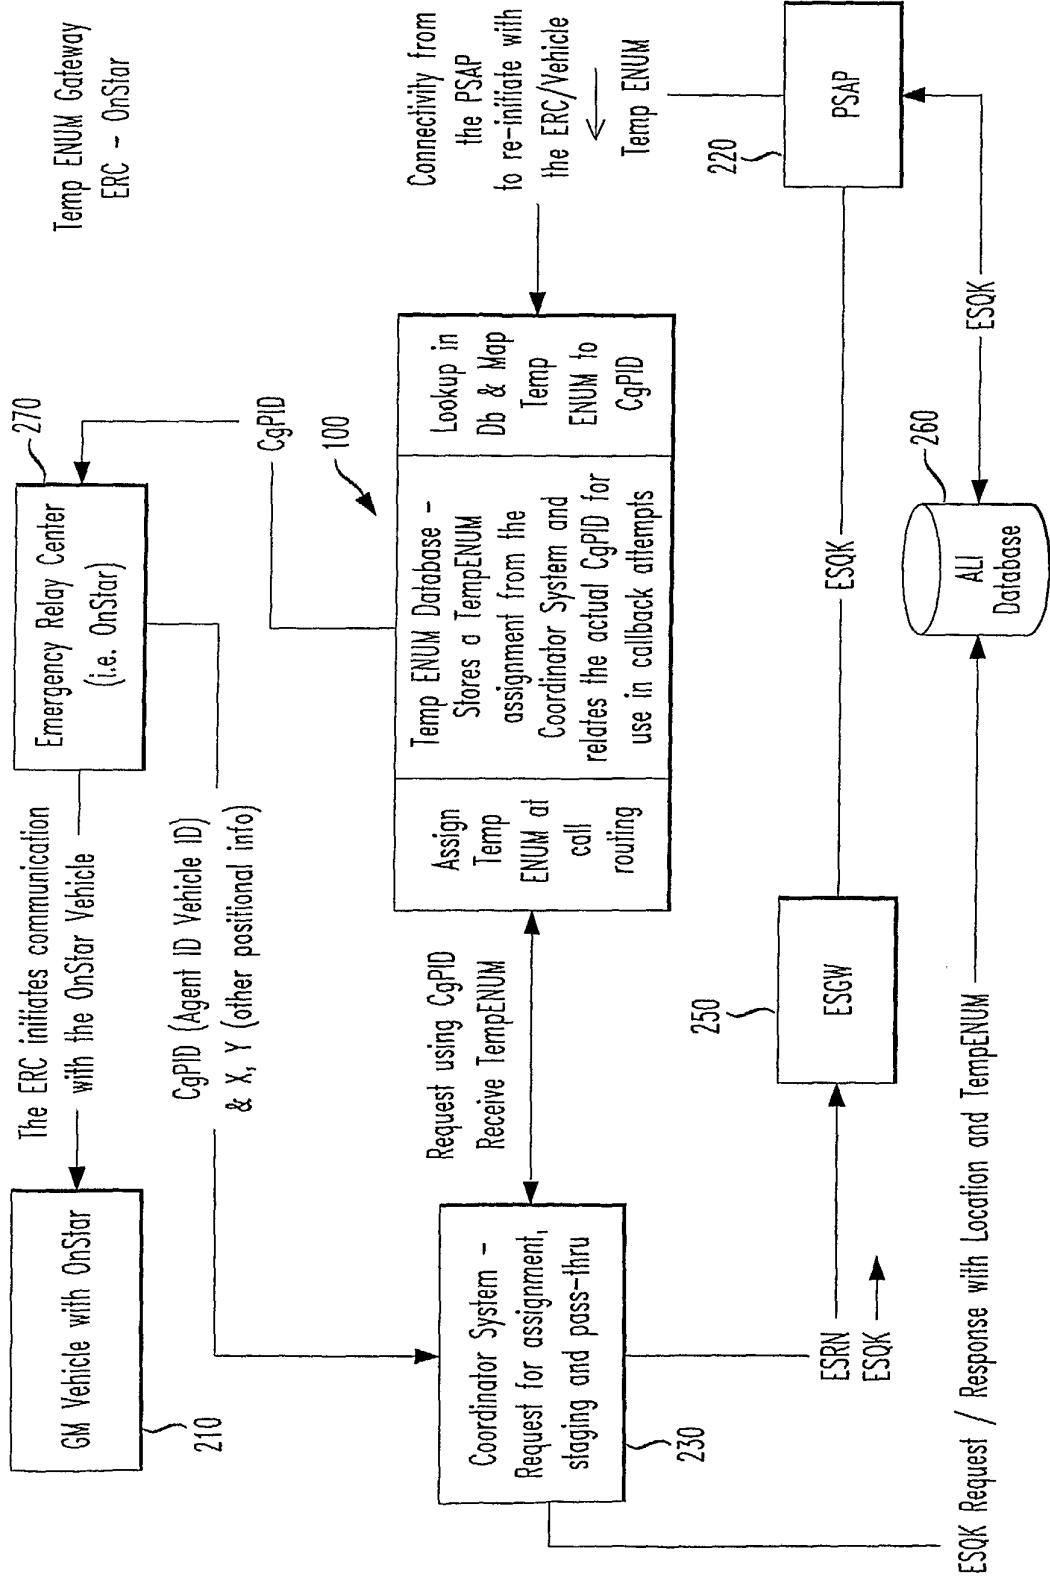 Temp ENUM Gateway
ERC - OnStar
GM Vehicle with OnStar
210
The ERC initiates communication
with the OnStar Vehicle
Emergency Relay Center
(i.e. OnStar)
270
CgPID (Agent ID Vehicle ID)
& X, Y (other positional info)
CgPID
100
Coordinator System -
Request for assignment,
staging and pass-thru
230
Request using CgPID
Receive TempENUM
Assign
Temp
ENUM at
call
routing
Temp ENUM Database -
Stores a TempENUM
assignment from the
Coordinator System and
relates the actual CgPID for
use in callback attempts
Lookup in
Db & Map
Temp
ENUM to
CgPID
Connectivity from
the PSAP
to re-initiate with
the ERC/Vehicle
Temp ENUM
ESRN
ESQK
250
ESGW
ESQK
220
PSAP
ESQK Request / Response with Location and TempENUM
260
ALI
Database
ESQK